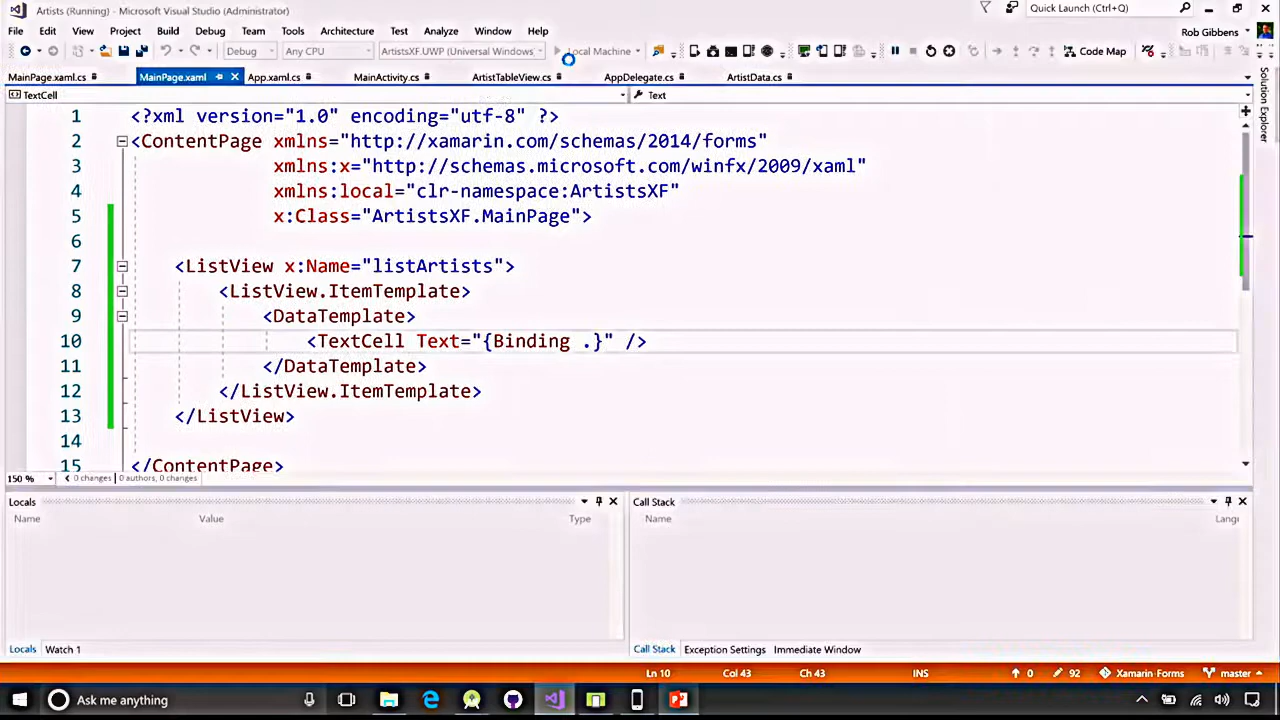 Artists (Running) - Microsoft Visual Studio (Administrator)
Quick Launch (Ctrl+Q)
File Edit View Project Build Debug Team Tools Architecture Test Analyze Window Help
Rob Gibbens
Debug Any CPU ArtistsXF.UWP (Universal Windows) Local Machine Code Map
MainPage.xaml.cs MainPage.xaml App.xaml.cs MainActivity.cs ArtistTableView.cs AppDelegate.cs ArtistData.cs
Solution Explorer
TextCell Text
1 <?xml version="1.0" encoding="utf-8" ?>
2 <ContentPage xmlns="http://xamarin.com/schemas/2014/forms"
3 xmlns:x="http://schemas.microsoft.com/winfx/2009/xaml"
4 xmlns:local="clr-namespace:ArtistsXF"
5 x:Class="ArtistsXF.MainPage">
6
7 <ListView x:Name="listArtists">
8 <ListView.ItemTemplate>
9 <DataTemplate>
10 <TextCell Text="{Binding .}" />
11 </DataTemplate>
12 </ListView.ItemTemplate>
13 </ListView>
14
15 </ContentPage>
150 % 0 changes | 0 authors, 0 changes
Locals
Name Value Type
Call Stack
Name Langu
Locals Watch 1
Call Stack Exception Settings Immediate Window
Ln 10 Col 43 Ch 43 INS 0 92 Xamarin Forms master
Ask me anything